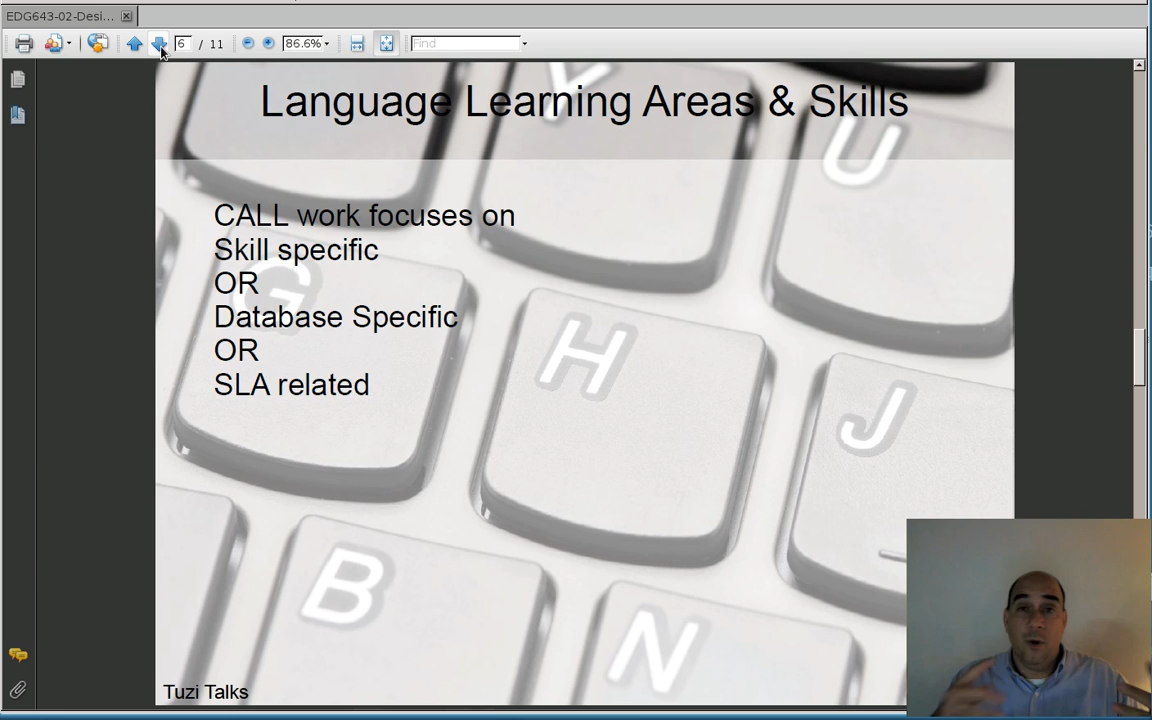 EDG643-02-Desi...
6 / 11
86.6%
Find
Language Learning Areas & Skills
CALL work focuses on
Skill specific
OR
Database Specific
OR
SLA related
Y
U
G
H
J
B
N
Tuzi Talks